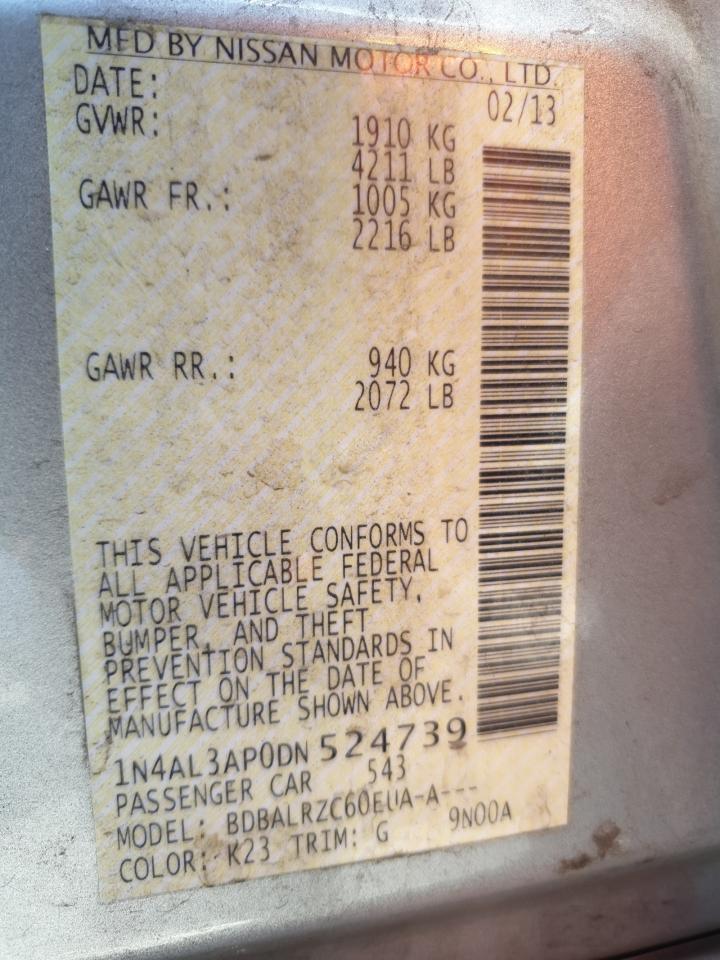 MFD BY NISSAN MOTOR CO., LTD.
DATE: 02/13
GVWR: 1910 KG
4211 LB
GAWR FR.: 1005 KG
2216 LB
GAWR RR.: 940 KG
2072 LB
THIS VEHICLE CONFORMS TO
ALL APPLICABLE FEDERAL
MOTOR VEHICLE SAFETY,
BUMPER, AND THEFT
PREVENTION STANDARDS IN
EFFECT ON THE DATE OF
MANUFACTURE SHOWN ABOVE.
1N4AL3AP0DN524739
PASSENGER CAR 543
MODEL: BDBALRZC60EUA-A---
COLOR: K23 TRIM: G 9N00A